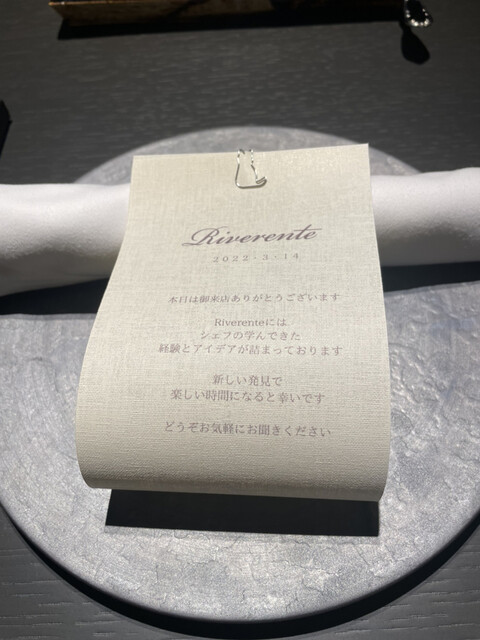 Riverente
2022・3・14
本日は御来店ありがとうございます
Riverenteには
シェフの学んできた
経験とアイデアが詰まっております
新しい発見で
楽しい時間になると幸いです
どうぞお気軽にお聞きください